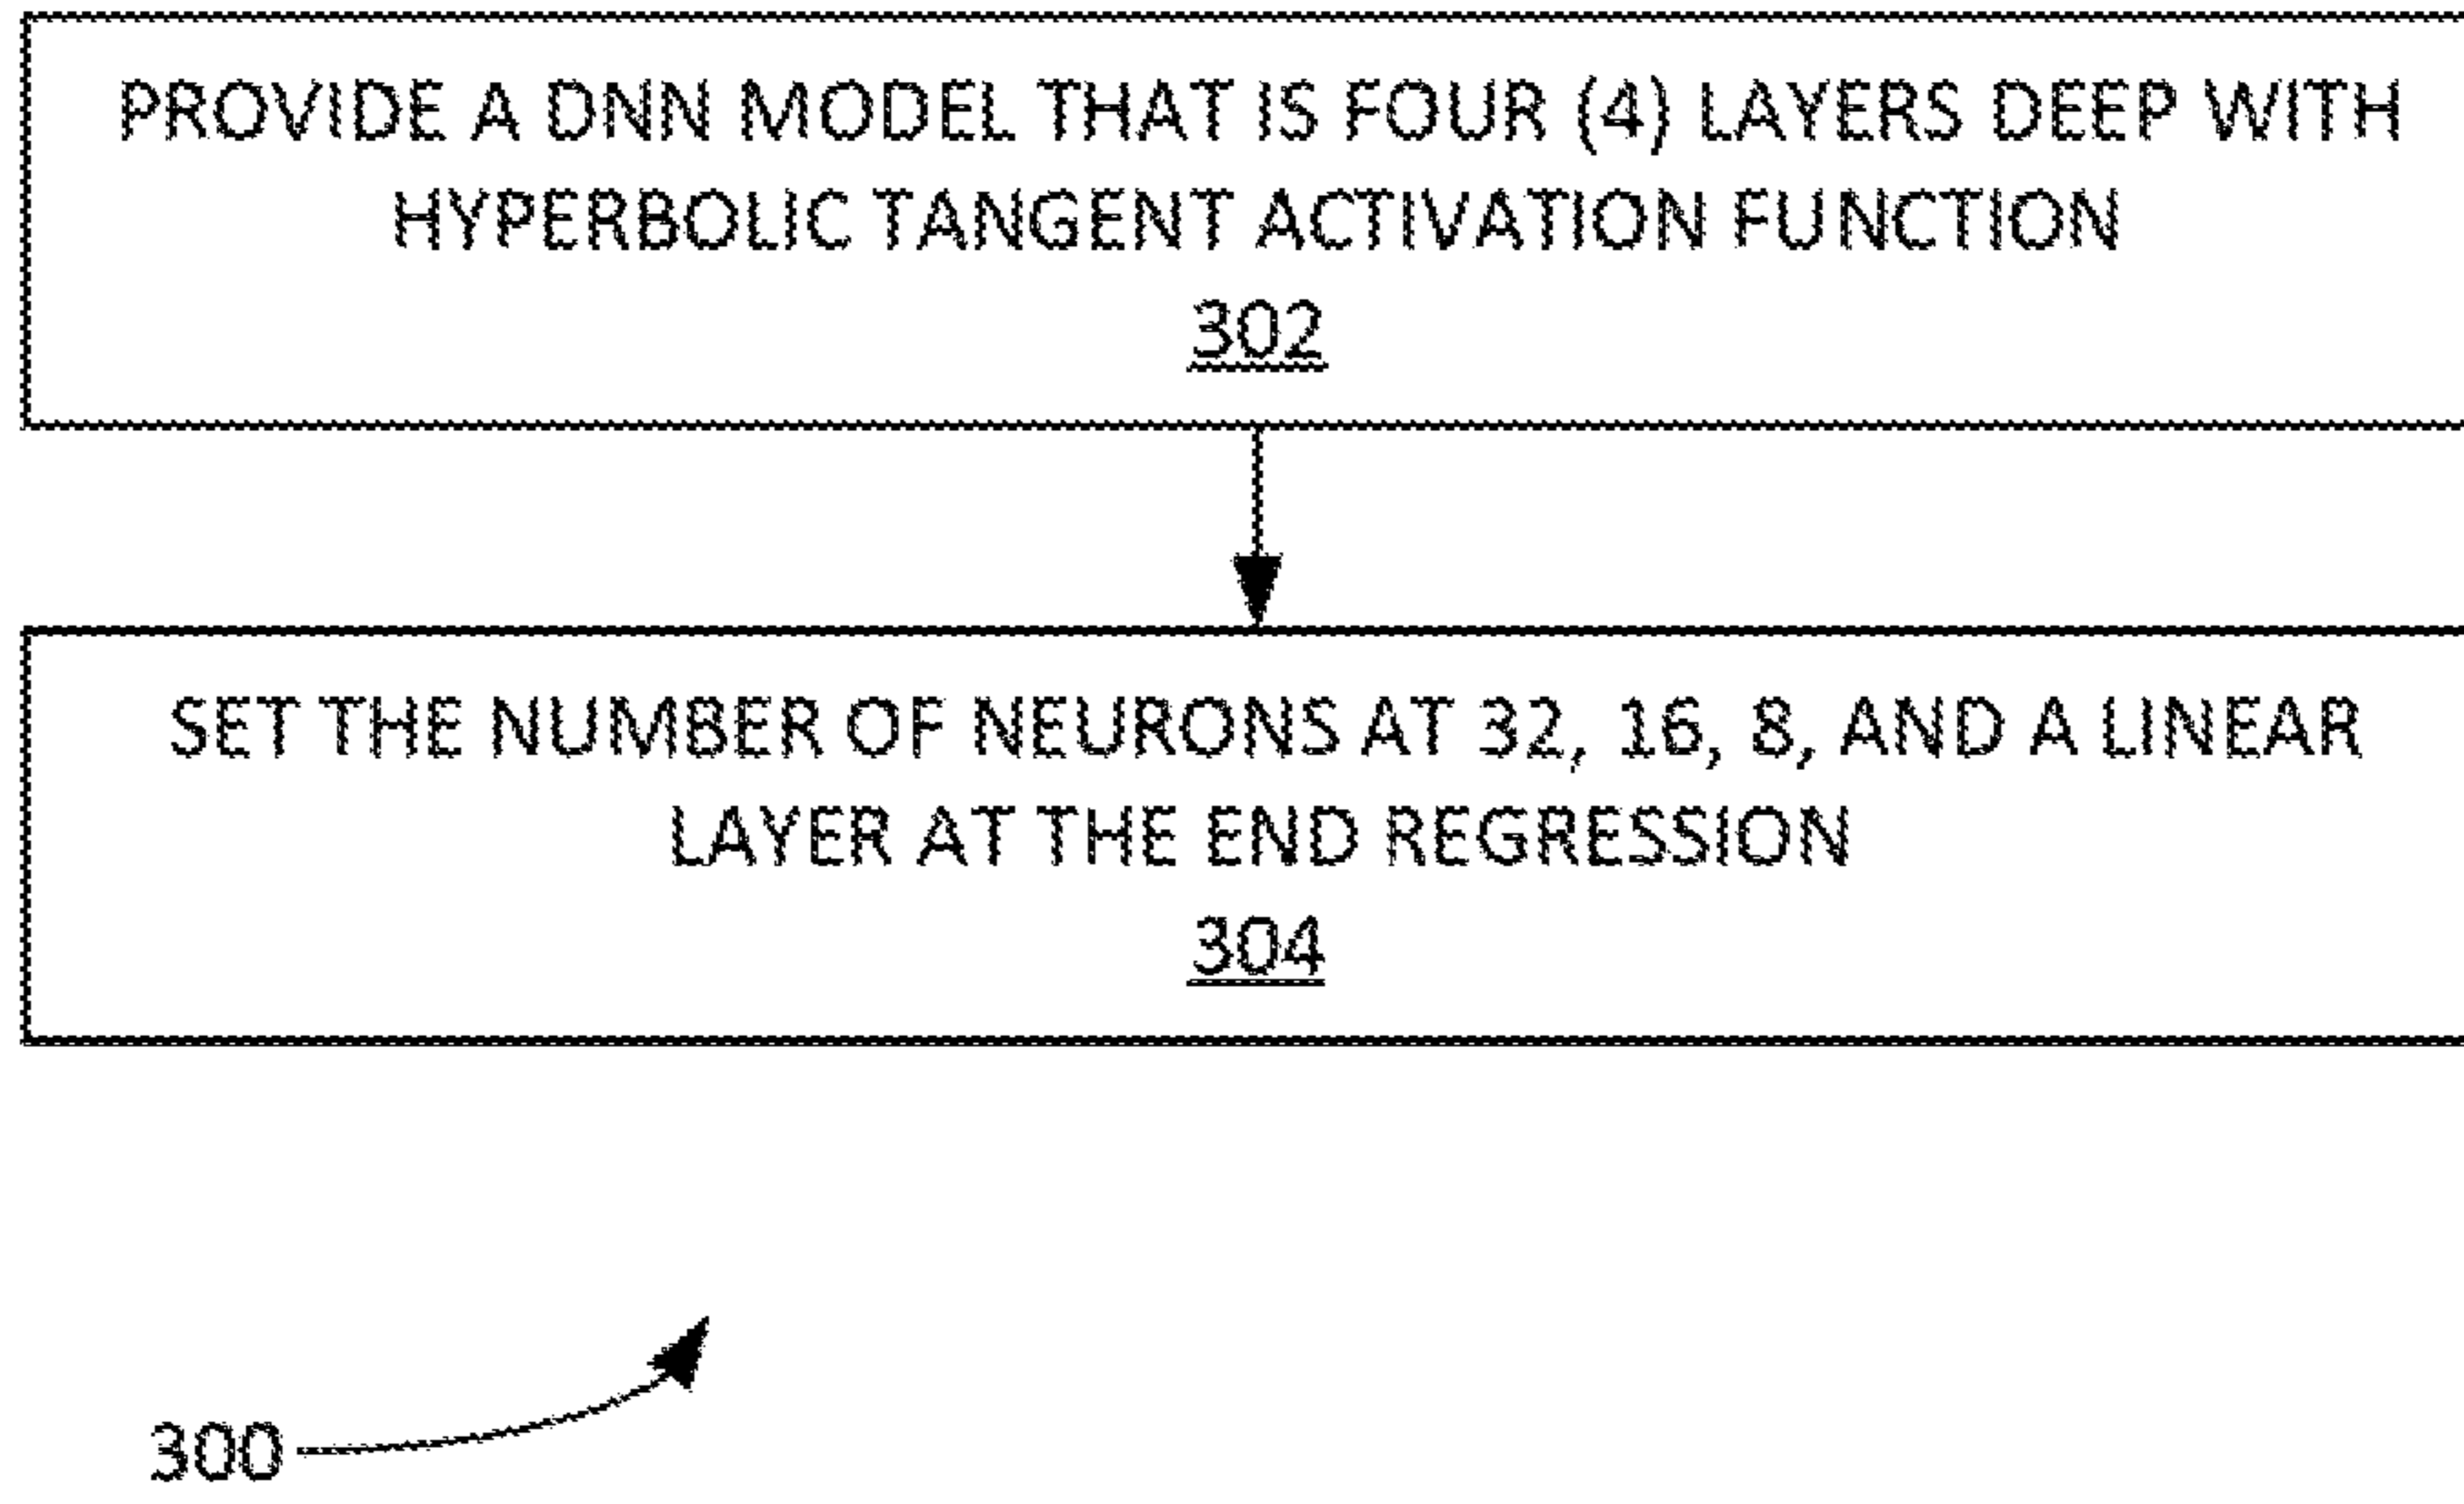 PROVIDE A DNN MODEL THAT IS FOUR (4) LAYERS DEEP WITH
HYPERBOLIC TANGENT ACTIVATION FUNCTION
302
SET THE NUMBER OF NEURONS AT 32, 16, 8, AND A LINEAR
LAYER AT THE END REGRESSION
304
300